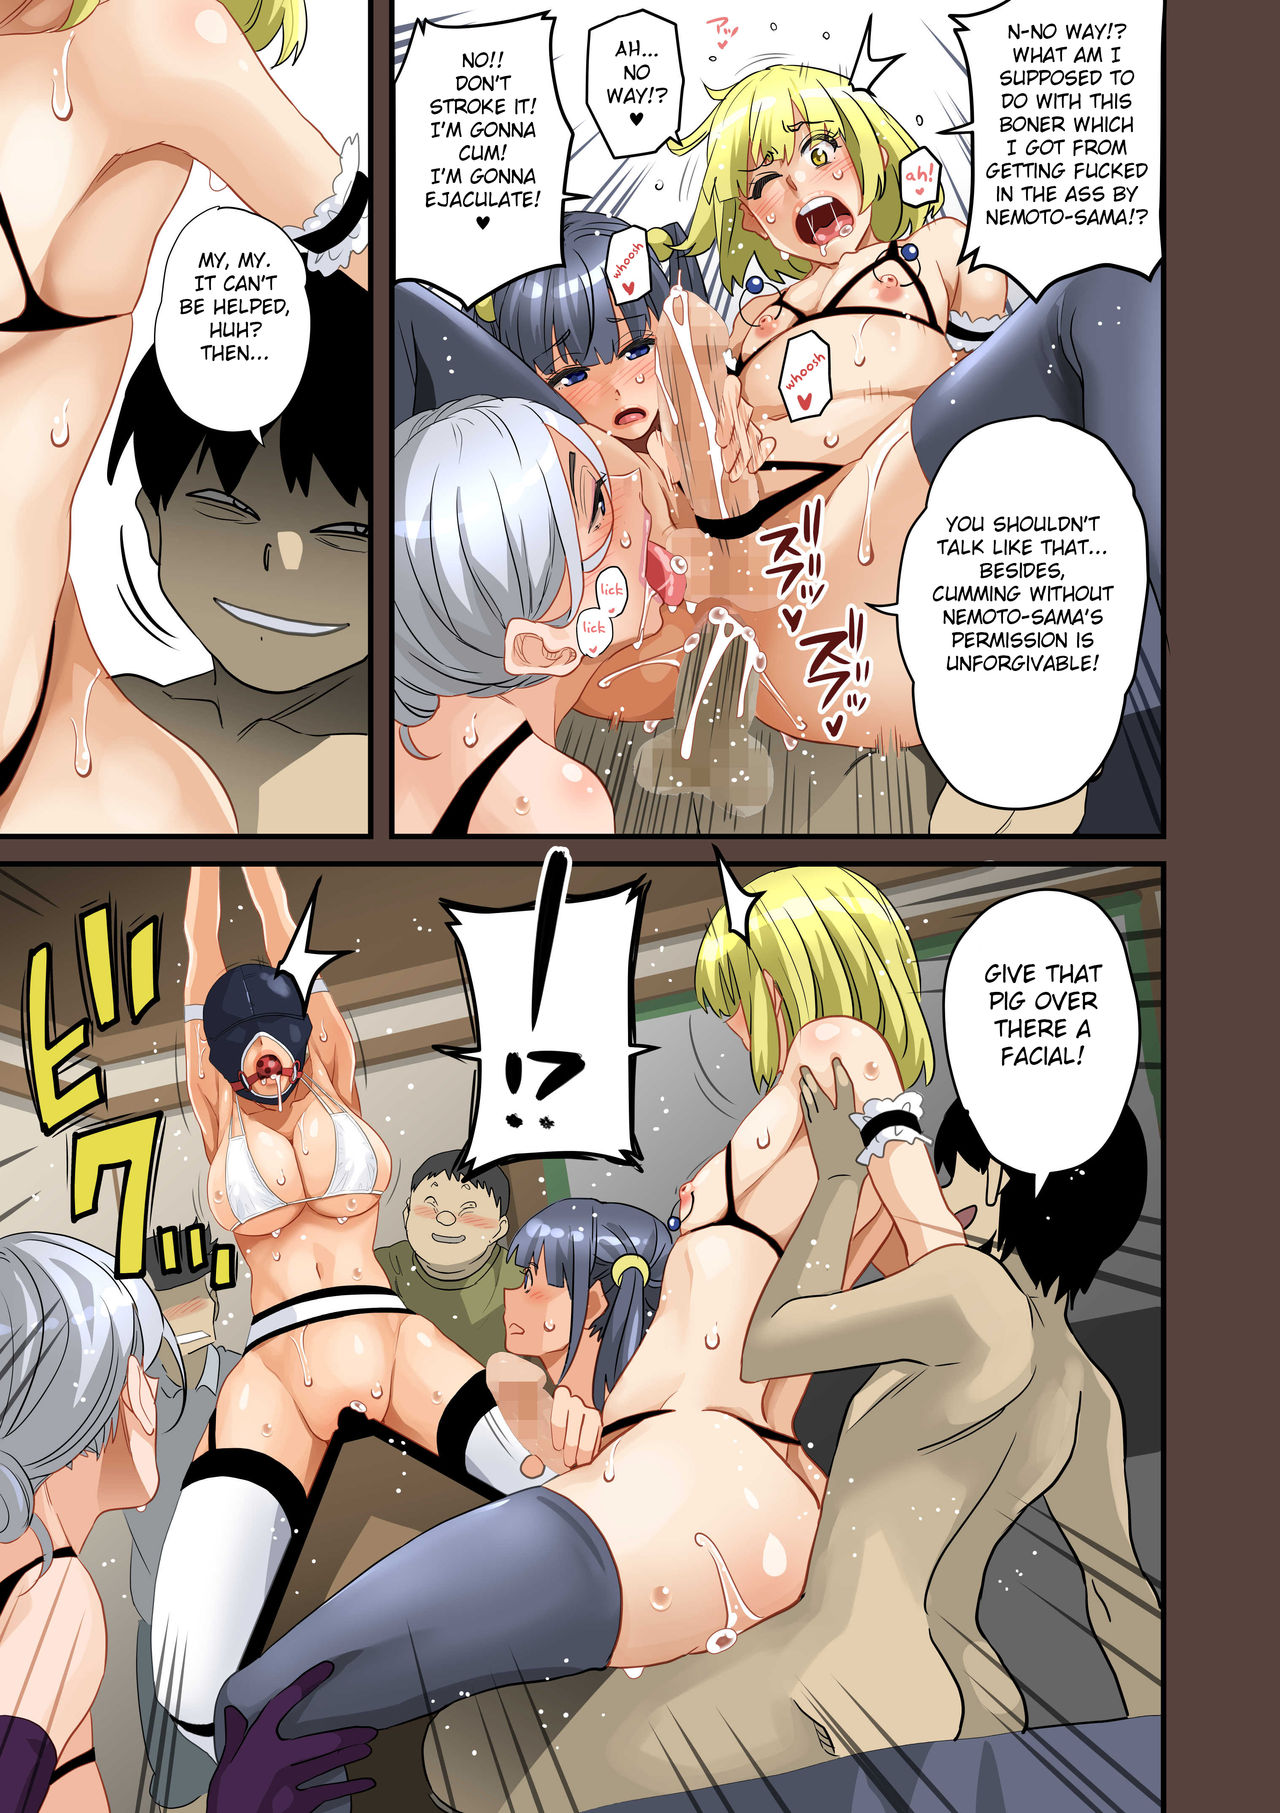 N-NO WAY!?
WHAT AM I
SUPPOSED TO
DO WITH THIS
BONER WHICH
I GOT FROM
GETTING FUCKED
IN THE ASS BY
NEMOTO-SAMA!?
アッ
ah!
AH...
NO
WAY!?
♥
NO!!
DON'T
STROKE IT!
I'M GONNA
CUM!
I'M GONNA
EJACULATE!
♥
whoosh
whoosh
YOU SHOULDN'T
TALK LIKE THAT...
BESIDES,
CUMMING WITHOUT
NEMOTO-SAMA'S
PERMISSION IS
UNFORGIVABLE!
ズブッ
ズブッ
lick
lick
MY, MY.
IT CAN'T
BE HELPED,
HUH?
THEN...
GIVE THAT
PIG OVER
THERE A
FACIAL!
!
!?
ビクッ